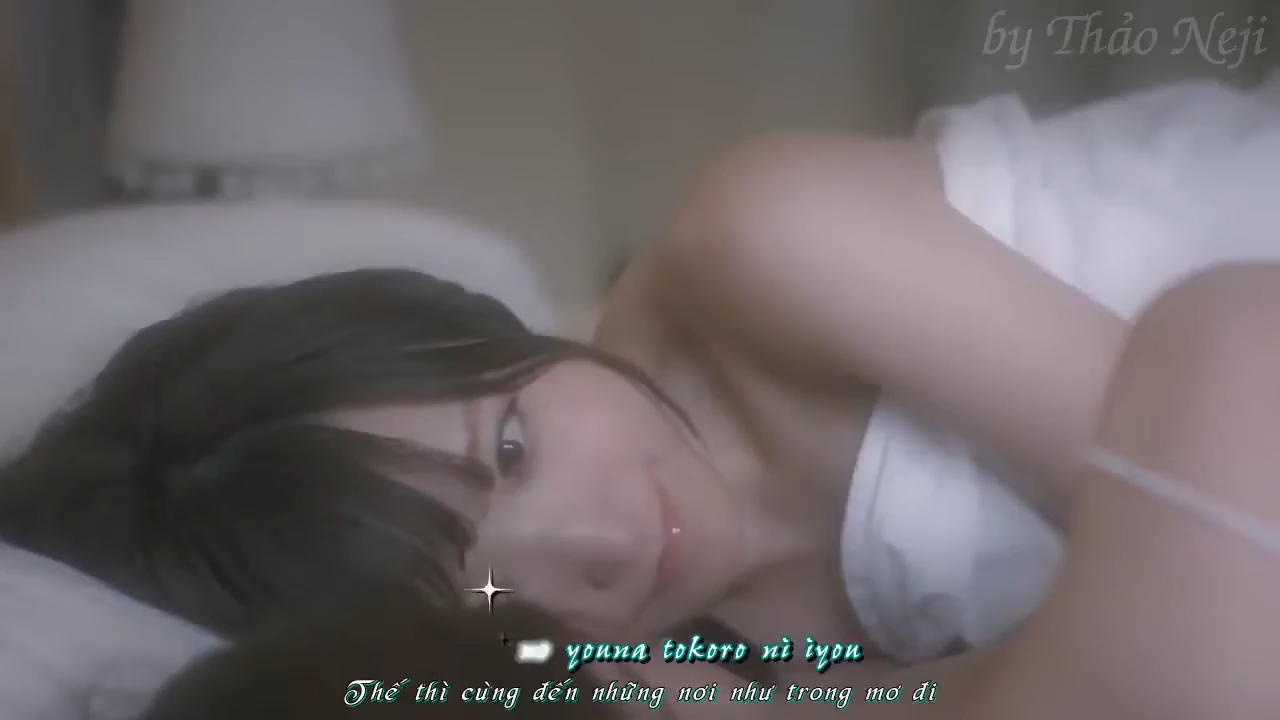 by Thảo Neji
youna tokoro ni iyou
Thế thì cùng đến những nơi như trong mơ đi